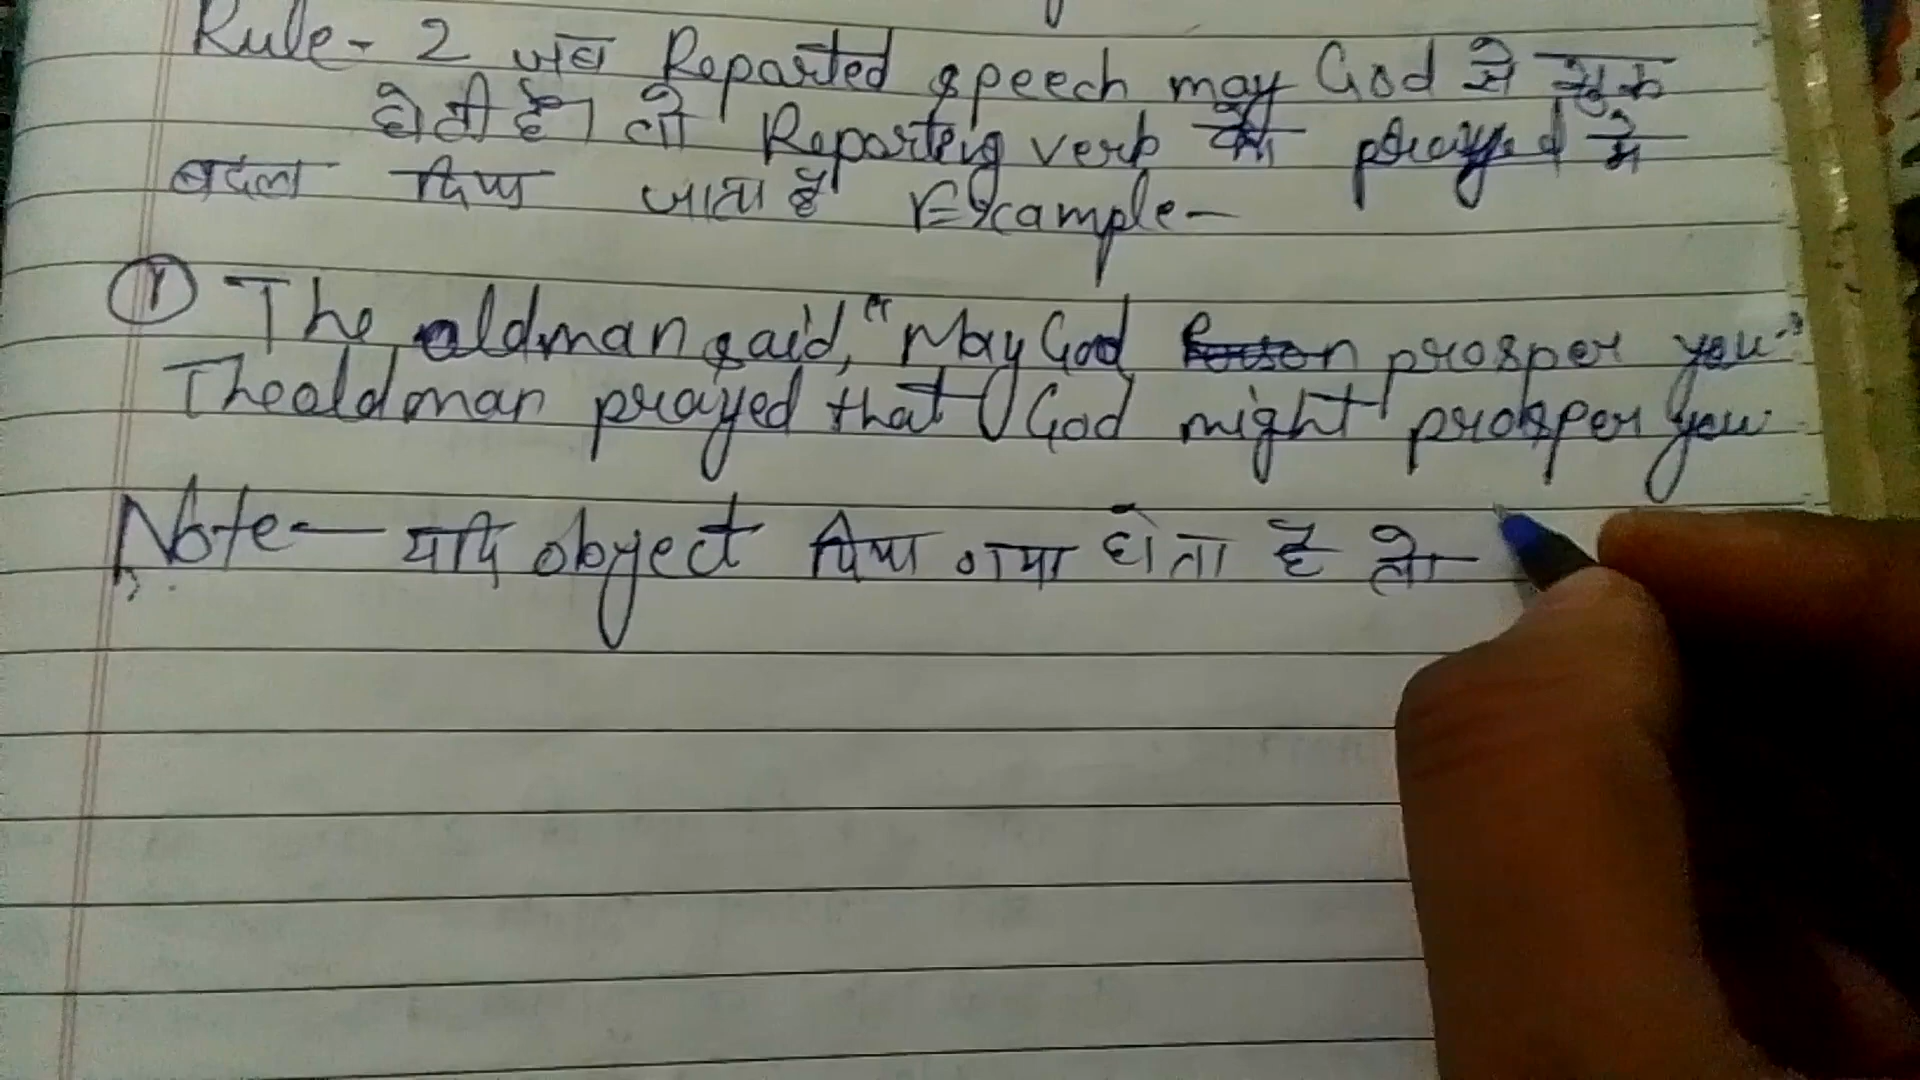 Rule- 2 जब Reported speech may God से शुरू
होती है। तो Reporteig verb को prayed मे
बदल दिया जाता है Example-
① The oldman said, "May God prosper you"
The oldman prayed that God might prosper you
Note- यदि object दिया गया होता है तो